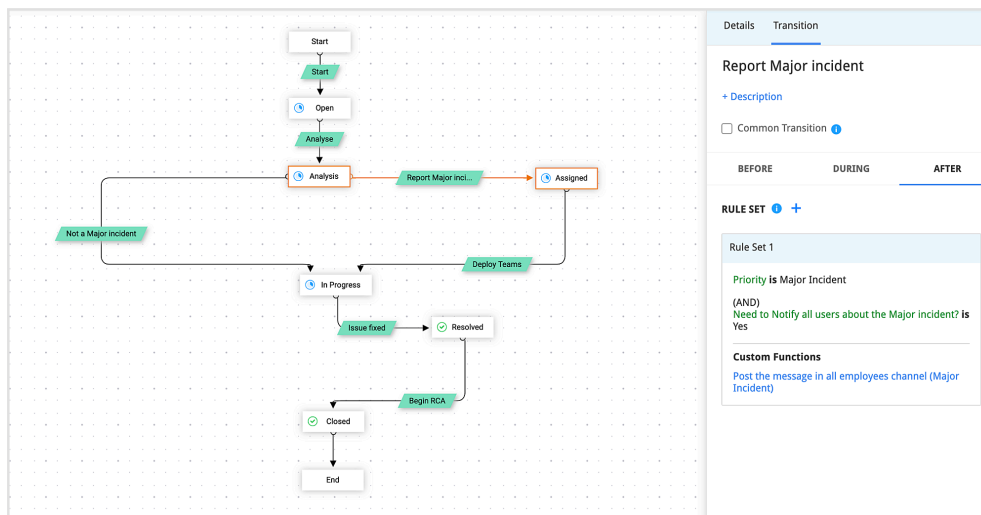 Start
Start
Open
Analyse
Analysis
Report Major inci...
Assigned
Not a Major incident
Deploy Teams
In Progress
Issue fixed
Resolved
Begin RCA
Closed
End
Details
Transition
Report Major incident
+ Description
Common Transition
BEFORE
DURING
AFTER
RULE SET
Rule Set 1
Priority is Major Incident
(AND)
Need to Notify all users about the Major incident? is
Yes
Custom Functions
Post the message in all employees channel (Major
Incident)